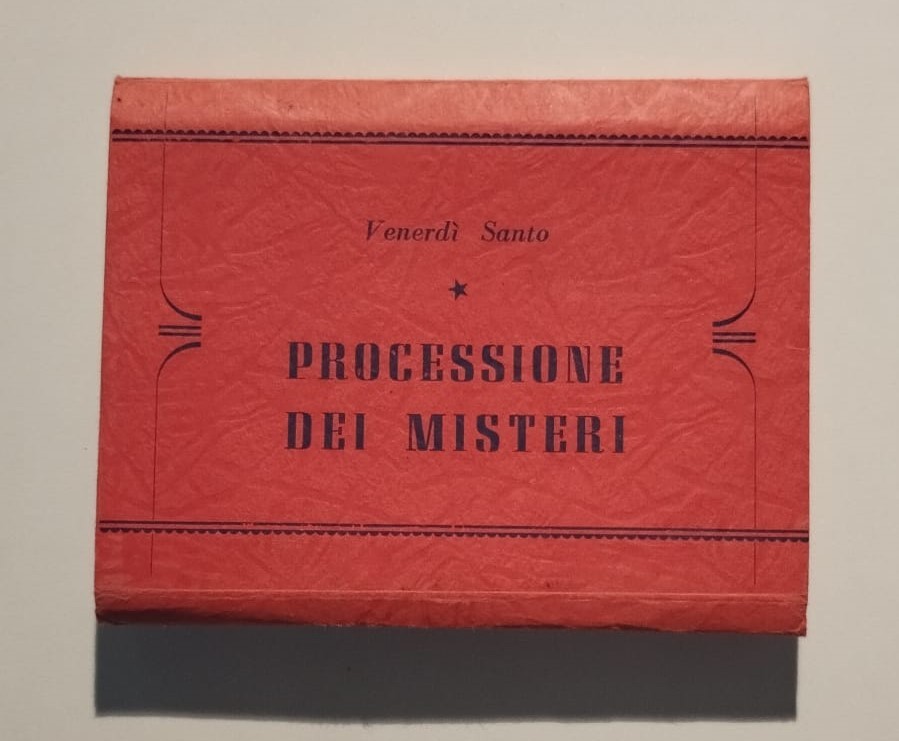 Venerdì Santo
PROCESSIONE
DEI MISTERI